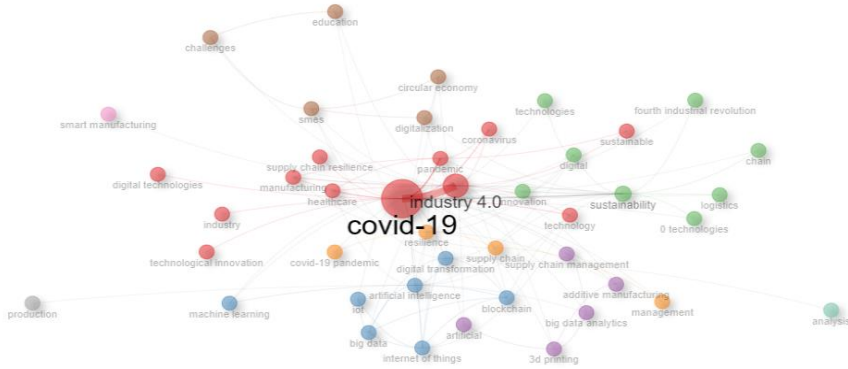 education
challenges
circular economy
technologies
fourth industrial revolution
smes
smart manufacturing
digitalization
coronavirus
sustainable
supply chain resilience
pandemic
digital
chain
digital technologies
manufacturing
healthcare
industry 4.0
innovation
sustainability
logistics
industry
covid-19
technology
0 technologies
resilience
technological innovation
covid-19 pandemic
supply chain
digital transformation
supply chain management
artificial intelligence
additive manufacturing
production
machine learning
iot
blockchain
management
big data
artificial
big data analytics
analysis
internet of things
3d printing